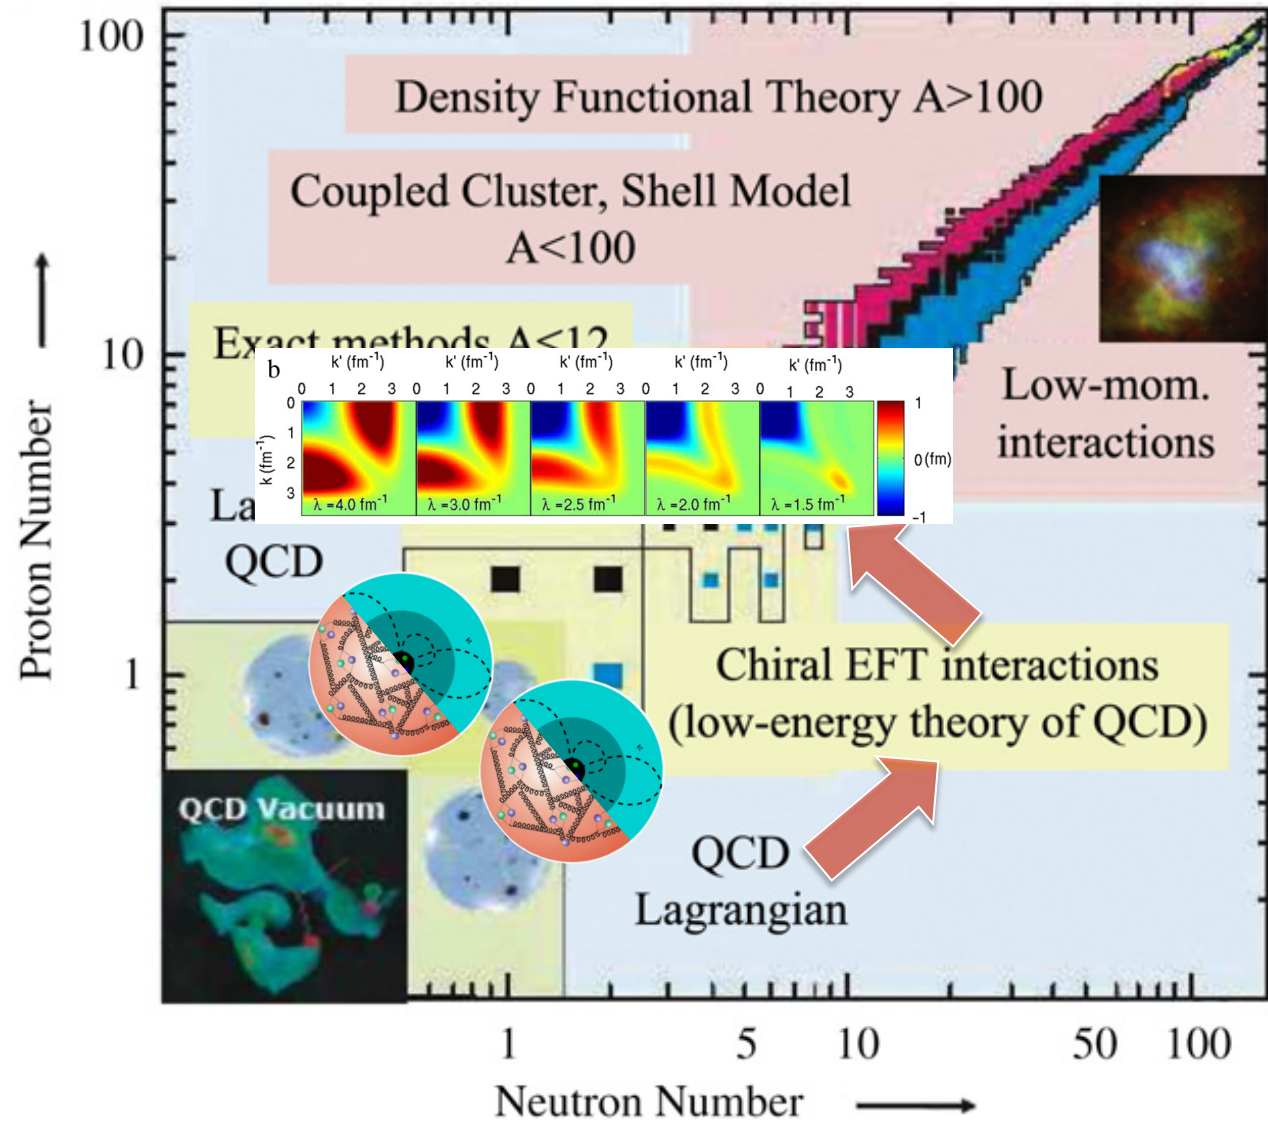 100
Density Functional Theory A>100
Coupled Cluster, Shell Model
A<100
Exact methods A≤12
10
b
k' (fm-1) k' (fm-1) k' (fm-1) k' (fm-1) k' (fm-1)
0 1 2 3 0 1 2 3 0 1 2 3 0 1 2 3 0 1 2 3
0
1
2
3
k (fm-1)
λ =4.0 fm-1 λ =3.0 fm-1 λ =2.5 fm-1 λ =2.0 fm-1 λ =1.5 fm-1
1
0 (fm)
-1
Low-mom.
interactions
La
QCD
Proton Number
1
Chiral EFT interactions
(low-energy theory of QCD)
QCD Vacuum
QCD
Lagrangian
1 5 10 50 100
Neutron Number